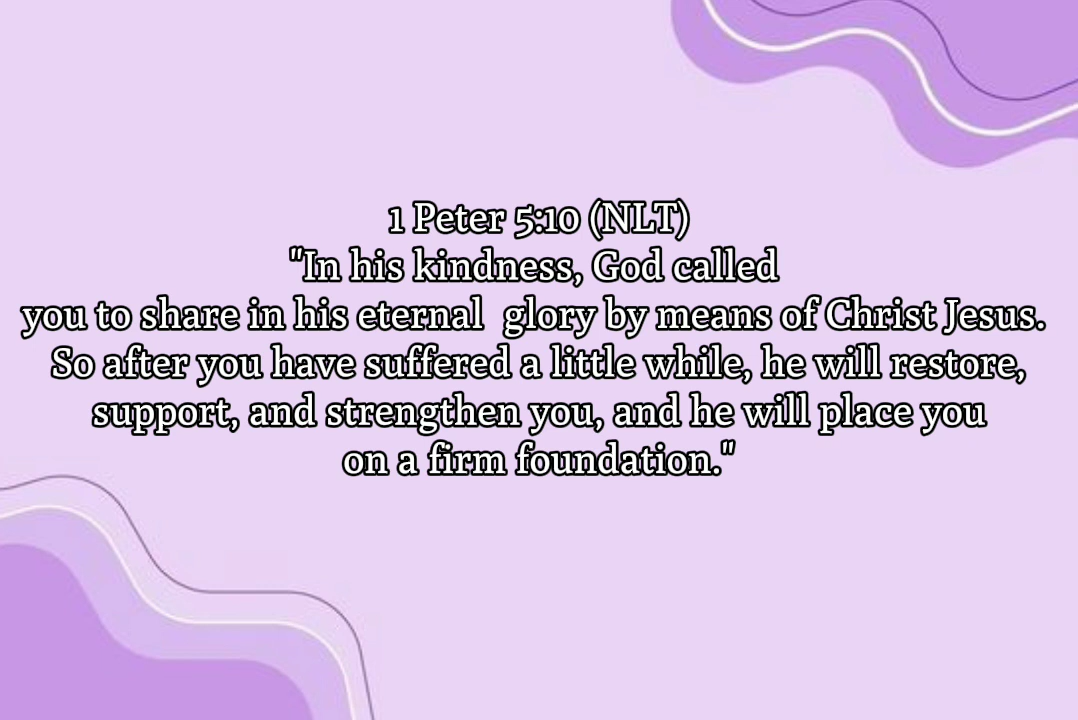 1 Peter 5:10 (NLT)
"In his kindness, God called
you to share in his eternal  glory by means of Christ Jesus.
So after you have suffered a little while, he will restore,
support, and strengthen you, and he will place you
on a firm foundation."